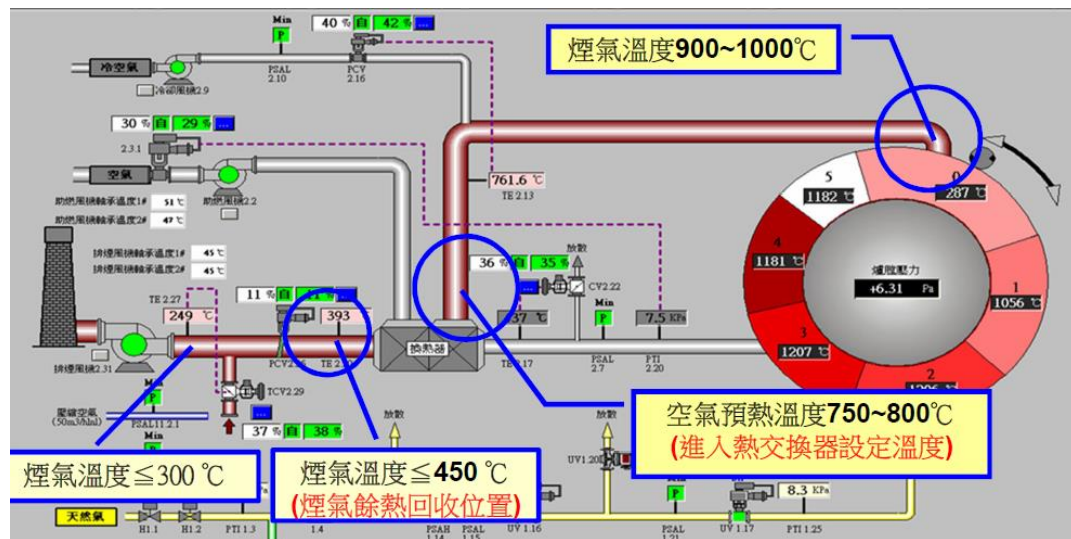 Min
40 % 自 42 % ...
P
冷空氣
PSAL
2.10
PCV
2.16
冷卻風機2.9
煙氣溫度900~1000℃
30 % 自 29 % ...
2.3.1
空氣
助燃風機2.2
761.6 ℃
TE 2.13
助燃風機軸承溫度1# 51 ℃
助燃風機軸承溫度2# 47 ℃
排煙風機軸承溫度1# 45 ℃
排煙風機軸承溫度2# 45 ℃
5
1182 ℃
0
287 ℃
4
1181 ℃
爐膛壓力
+6.31 Pa
1
1056 ℃
3
1207 ℃
2
36 % 自 35 %
放散
...
CV2.22
Min
P
37 ℃
7.5 KPa
PSAL
2.7
PTI
2.20
TE 2.27
249 ℃
11 % 自
393
換熱器
排煙風機2.31
TCV2.29
...
壓縮空氣
(50m3/hlnl)
P
PSAL11.2.1
Min
37 % 自 38 %
放散
放散
空氣預熱溫度750~800℃
(進入熱交換器設定溫度)
煙氣溫度≦300 ℃
煙氣溫度≦450 ℃
(煙氣餘熱回收位置)
UV1.20
P
8.3 KPa
天然氣
H1.1
H1.2
PTI 1.3
1.4
PSAH
1.14
PSAL
1.15
UV 1.16
PSAL
1.21
UV 1.17
PTI 1.25